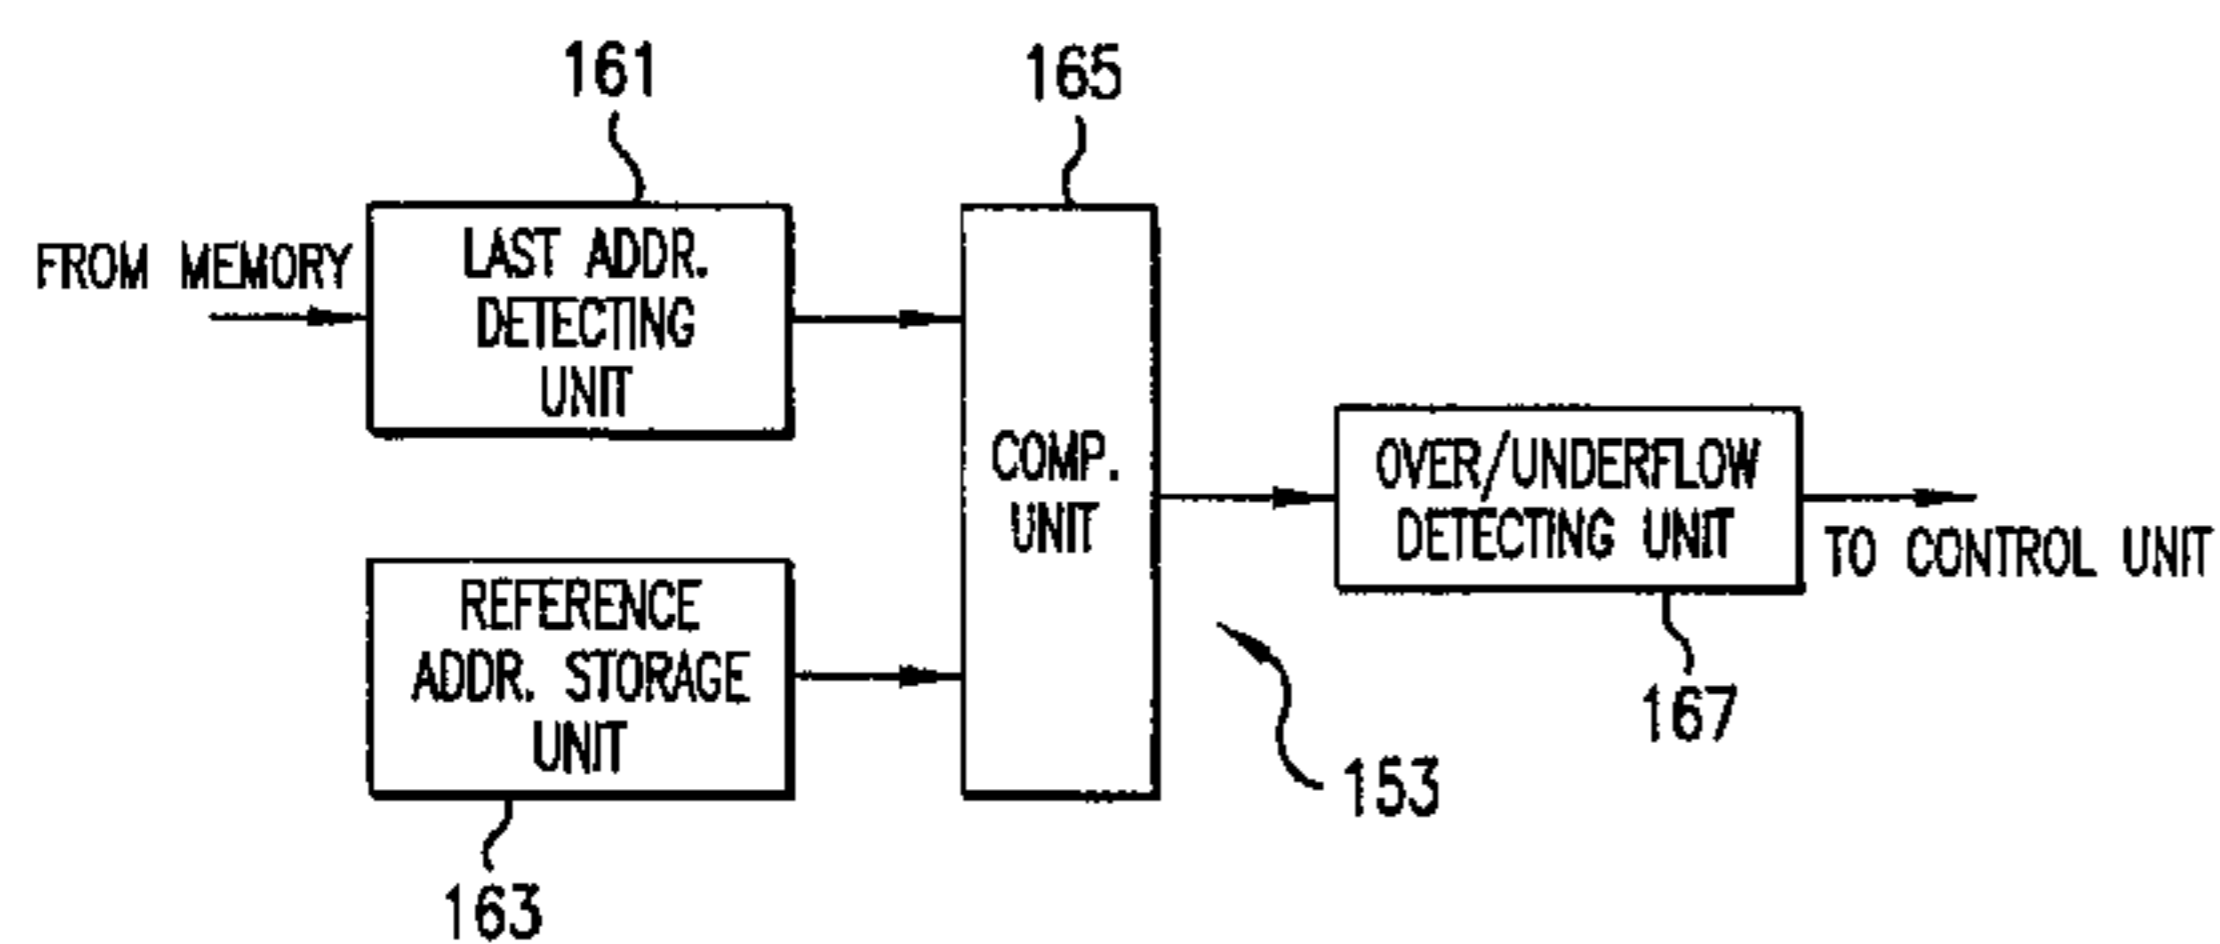 161
165
FROM MEMORY
LAST ADDR.
DETECTING
UNIT
COMP.
UNIT
OVER/UNDERFLOW
DETECTING UNIT
TO CONTROL UNIT
REFERENCE
ADDR. STORAGE
UNIT
167
153
163